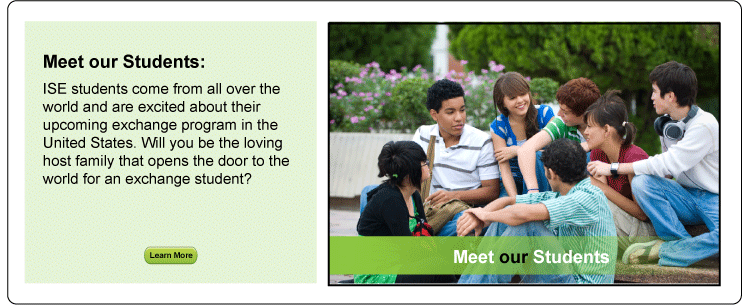 Meet our Students:
ISE students come from all over the
world and are excited about their
upcoming exchange program in the
United States. Will you be the loving
host family that opens the door to the
world for an exchange student?
Learn More
Meet our Students